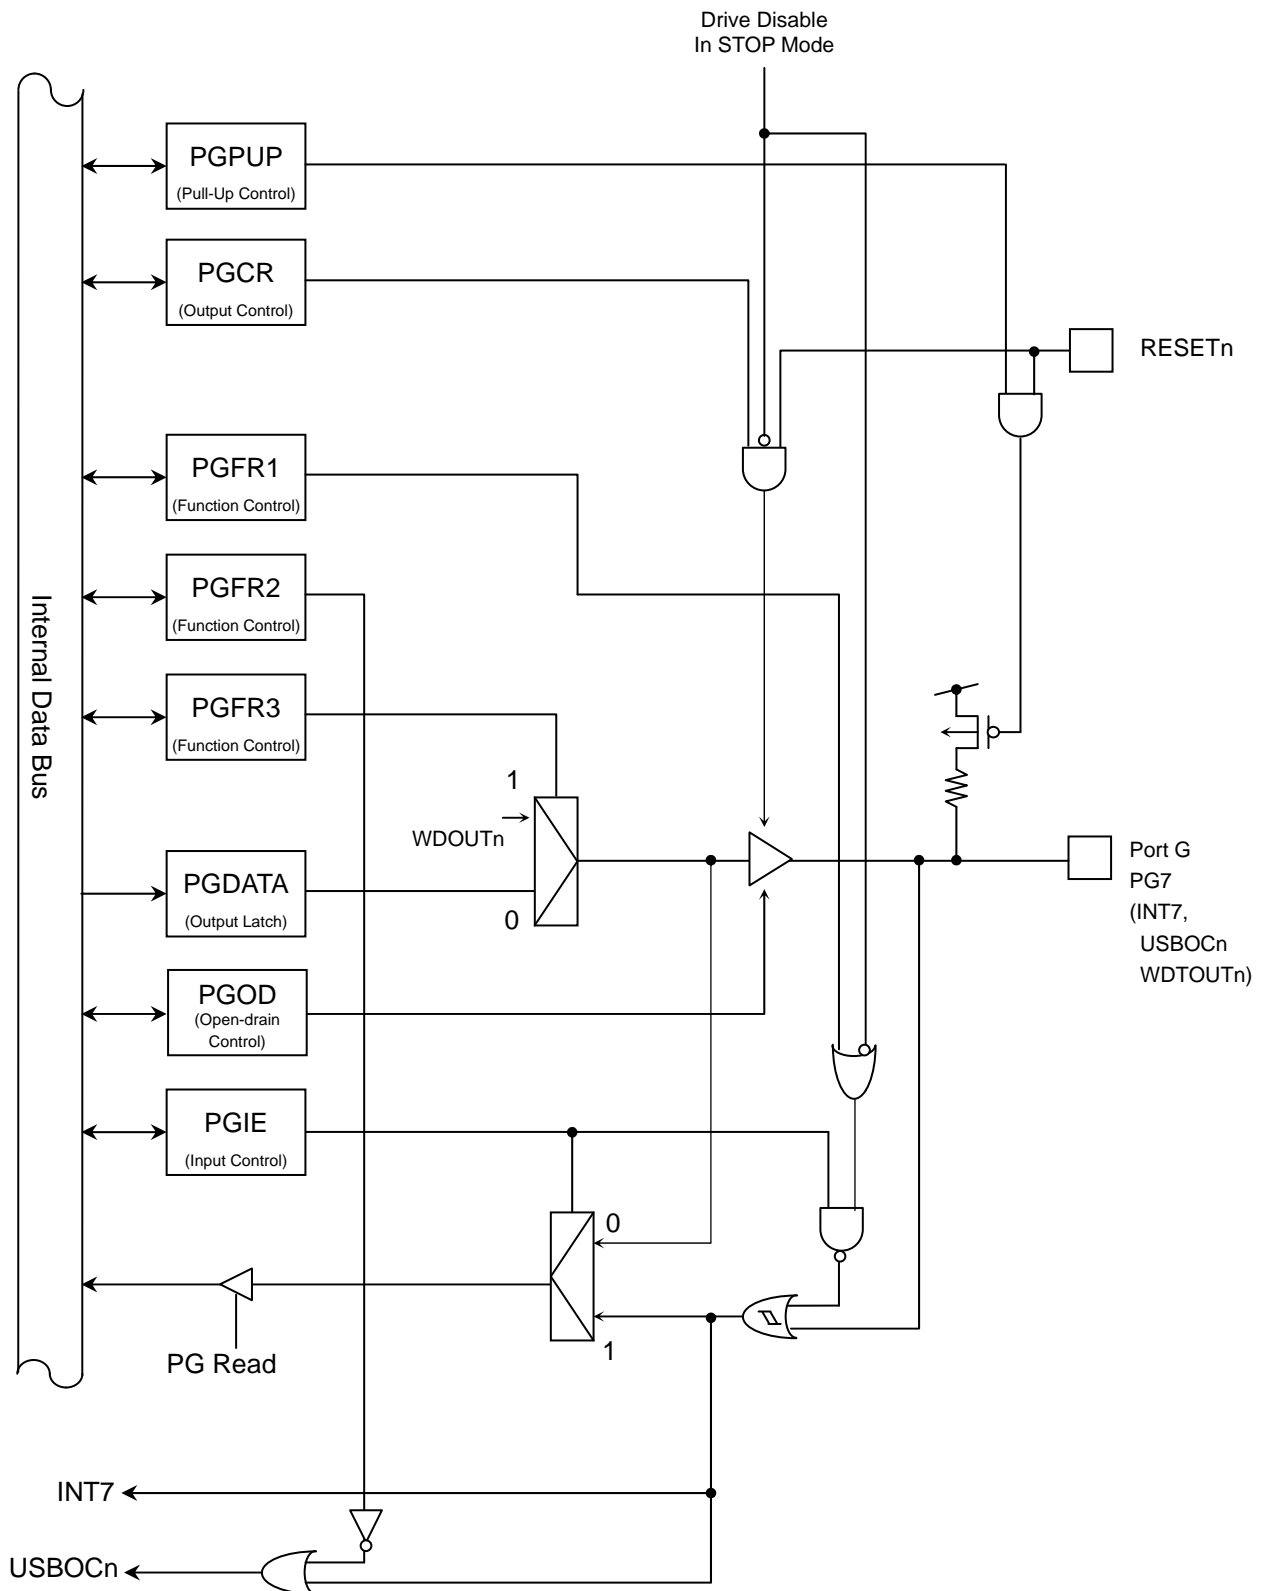 Drive Disable
In STOP Mode
PGPUP
(Pull-Up Control)
PGCR
(Output Control)
RESETn
PGFR1
(Function Control)
PGFR2
(Function Control)
Internal Data Bus
PGFR3
(Function Control)
1
WDOUTn
PGDATA
(Output Latch)
0
Port G
PG7
(INT7,
USBOCn
WDTOUTn)
PGOD
(Open-drain
Control)
PGIE
(Input Control)
0
1
PG Read
INT7
USBOCn